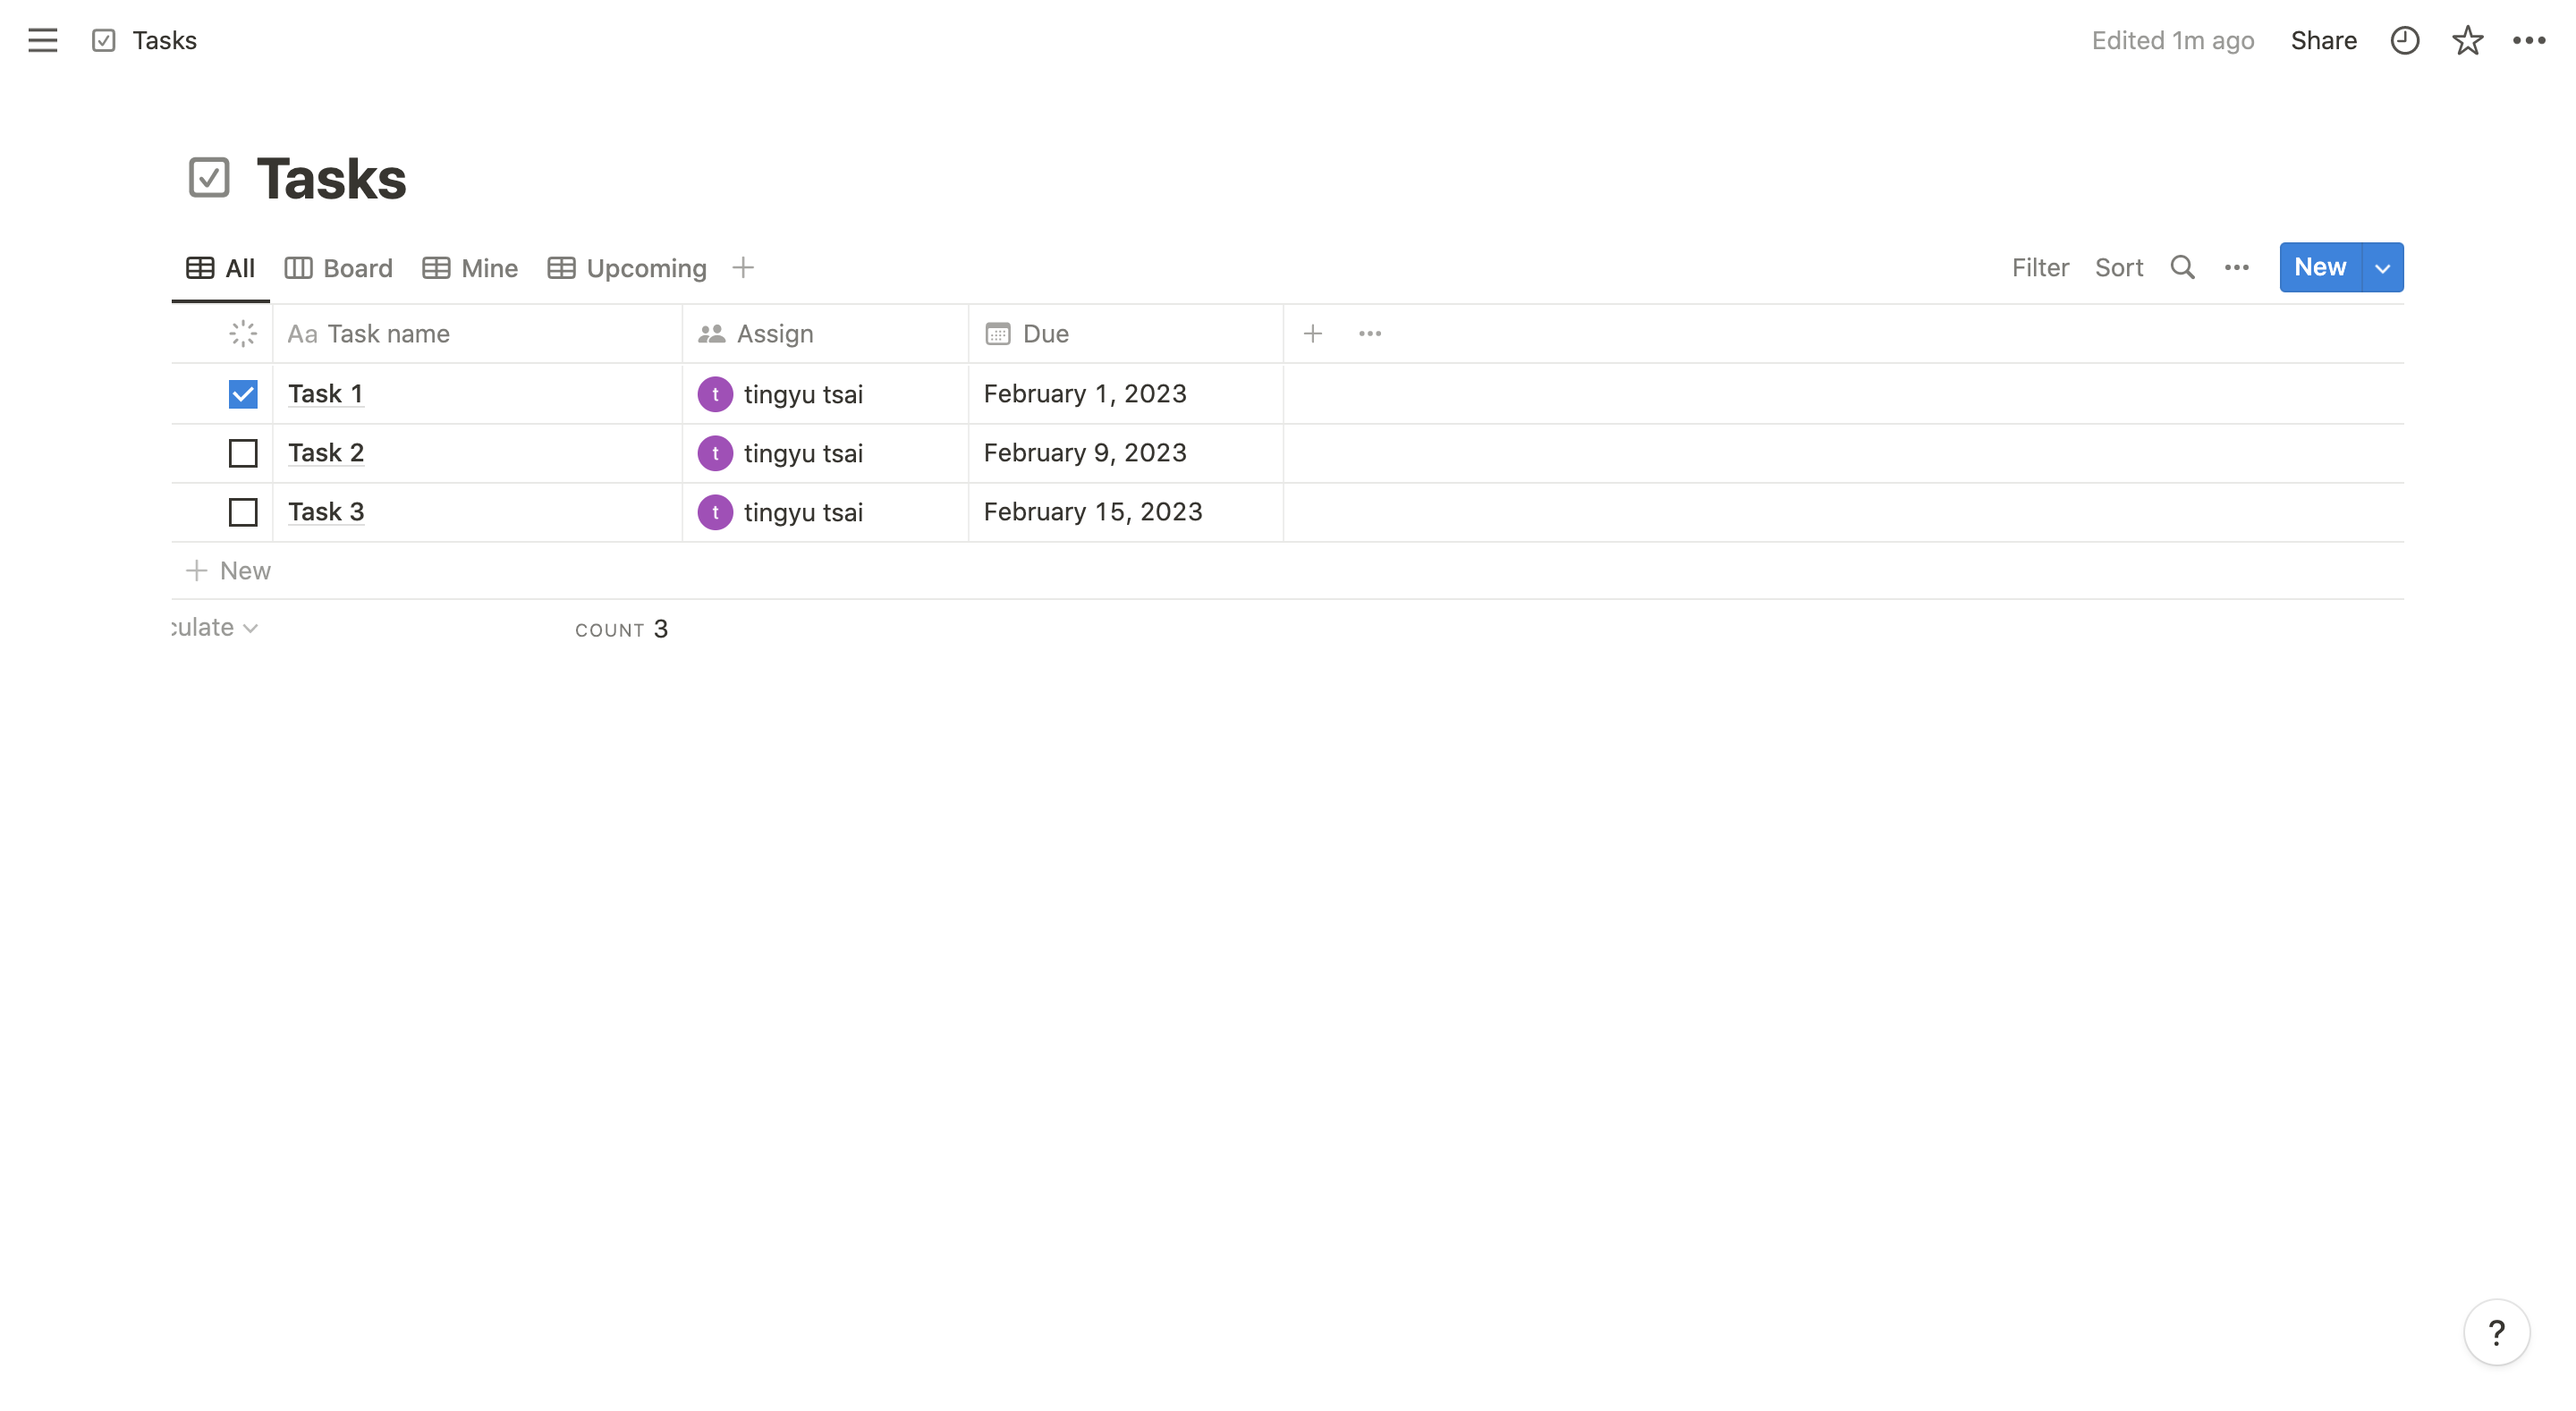 Tasks
Edited 1m ago Share
Tasks
All Board Mine Upcoming
Filter Sort New
Aa Task name Assign Due
Task 1 t tingyu tsai February 1, 2023
Task 2 t tingyu tsai February 9, 2023
Task 3 t tingyu tsai February 15, 2023
New
culate COUNT 3
?